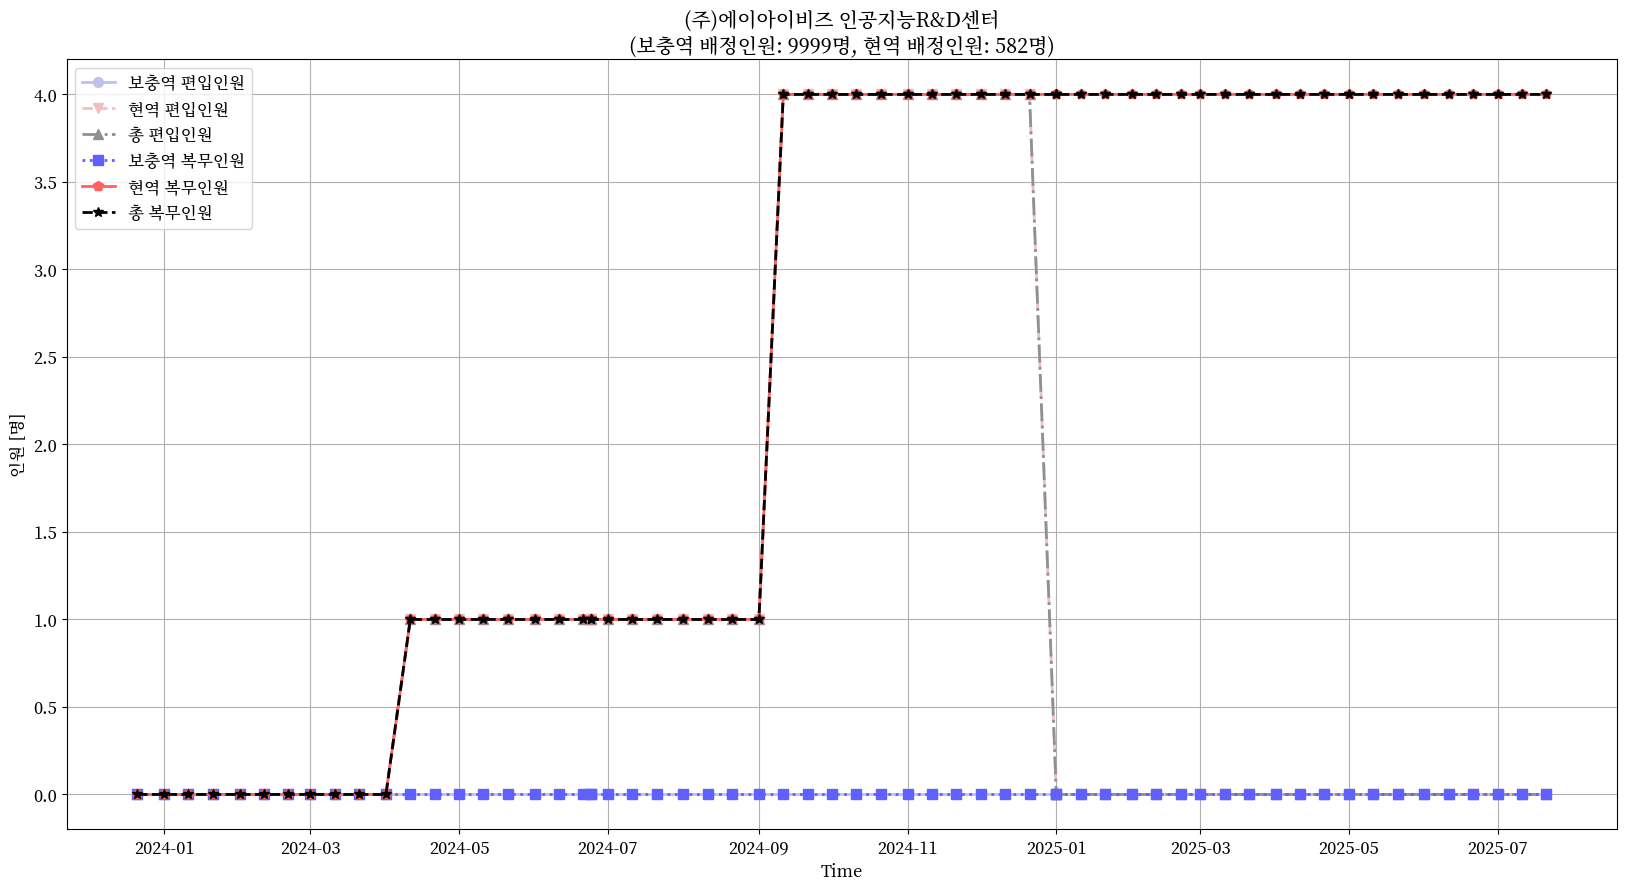 (주)에이아이비즈 인공지능R&D센터
(보충역 배정인원: 9999명, 현역 배정인원: 582명)
보충역 편입인원
현역 편입인원
총 편입인원
보충역 복무인원
현역 복무인원
총 복무인원
4.0
3.5
3.0
2.5
2.0
1.5
1.0
0.5
0.0
인원 [명]
2024-01 2024-03 2024-05 2024-07 2024-09 2024-11 2025-01 2025-03 2025-05 2025-07
Time